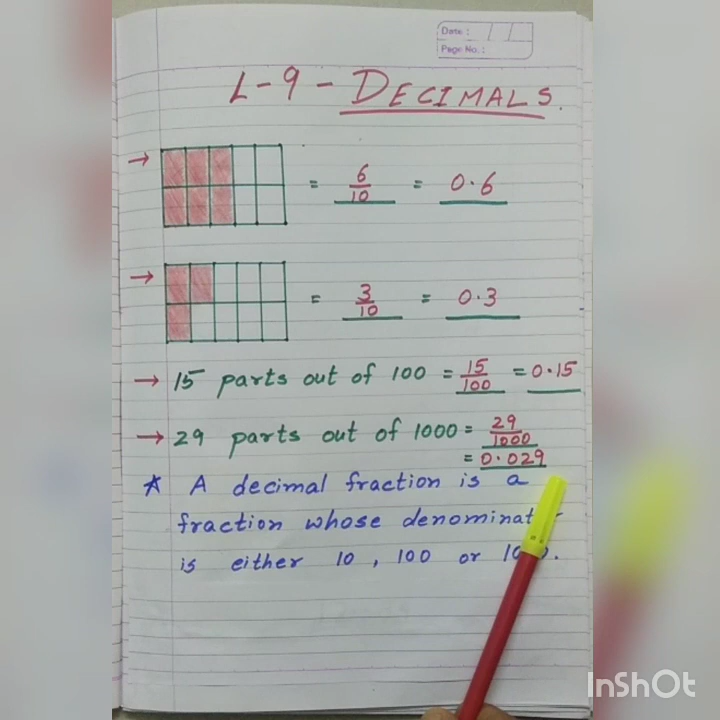 Date :
Page No. :
L-9 - DECIMALS.
→ = 6/10 = 0.6
→ = 3/10 = 0.3
→ 15 parts out of 100 = 15/100 = 0.15
→ 29 parts out of 1000 = 29/1000
= 0.029
★ A decimal fraction is a
fraction whose denominator
is either 10, 100 or 1000.
InShOt